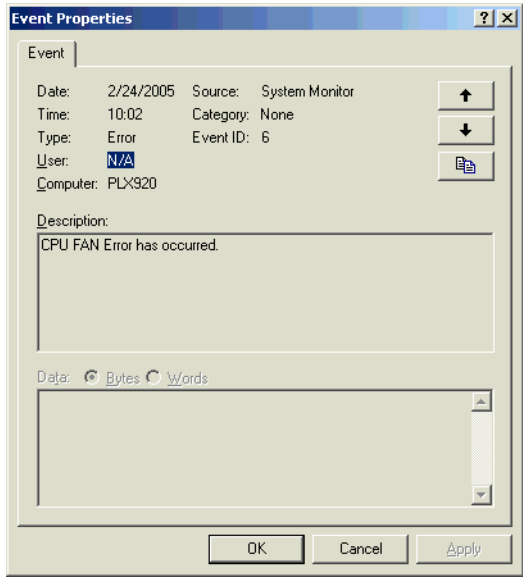 Event Properties
Event
Date: 2/24/2005 Source: System Monitor
Time: 10:02 Category: None
Type: Error Event ID: 6
User: N/A
Computer: PLX920
Description:
CPU FAN Error has occurred.
Data: Bytes Words
OK Cancel Apply